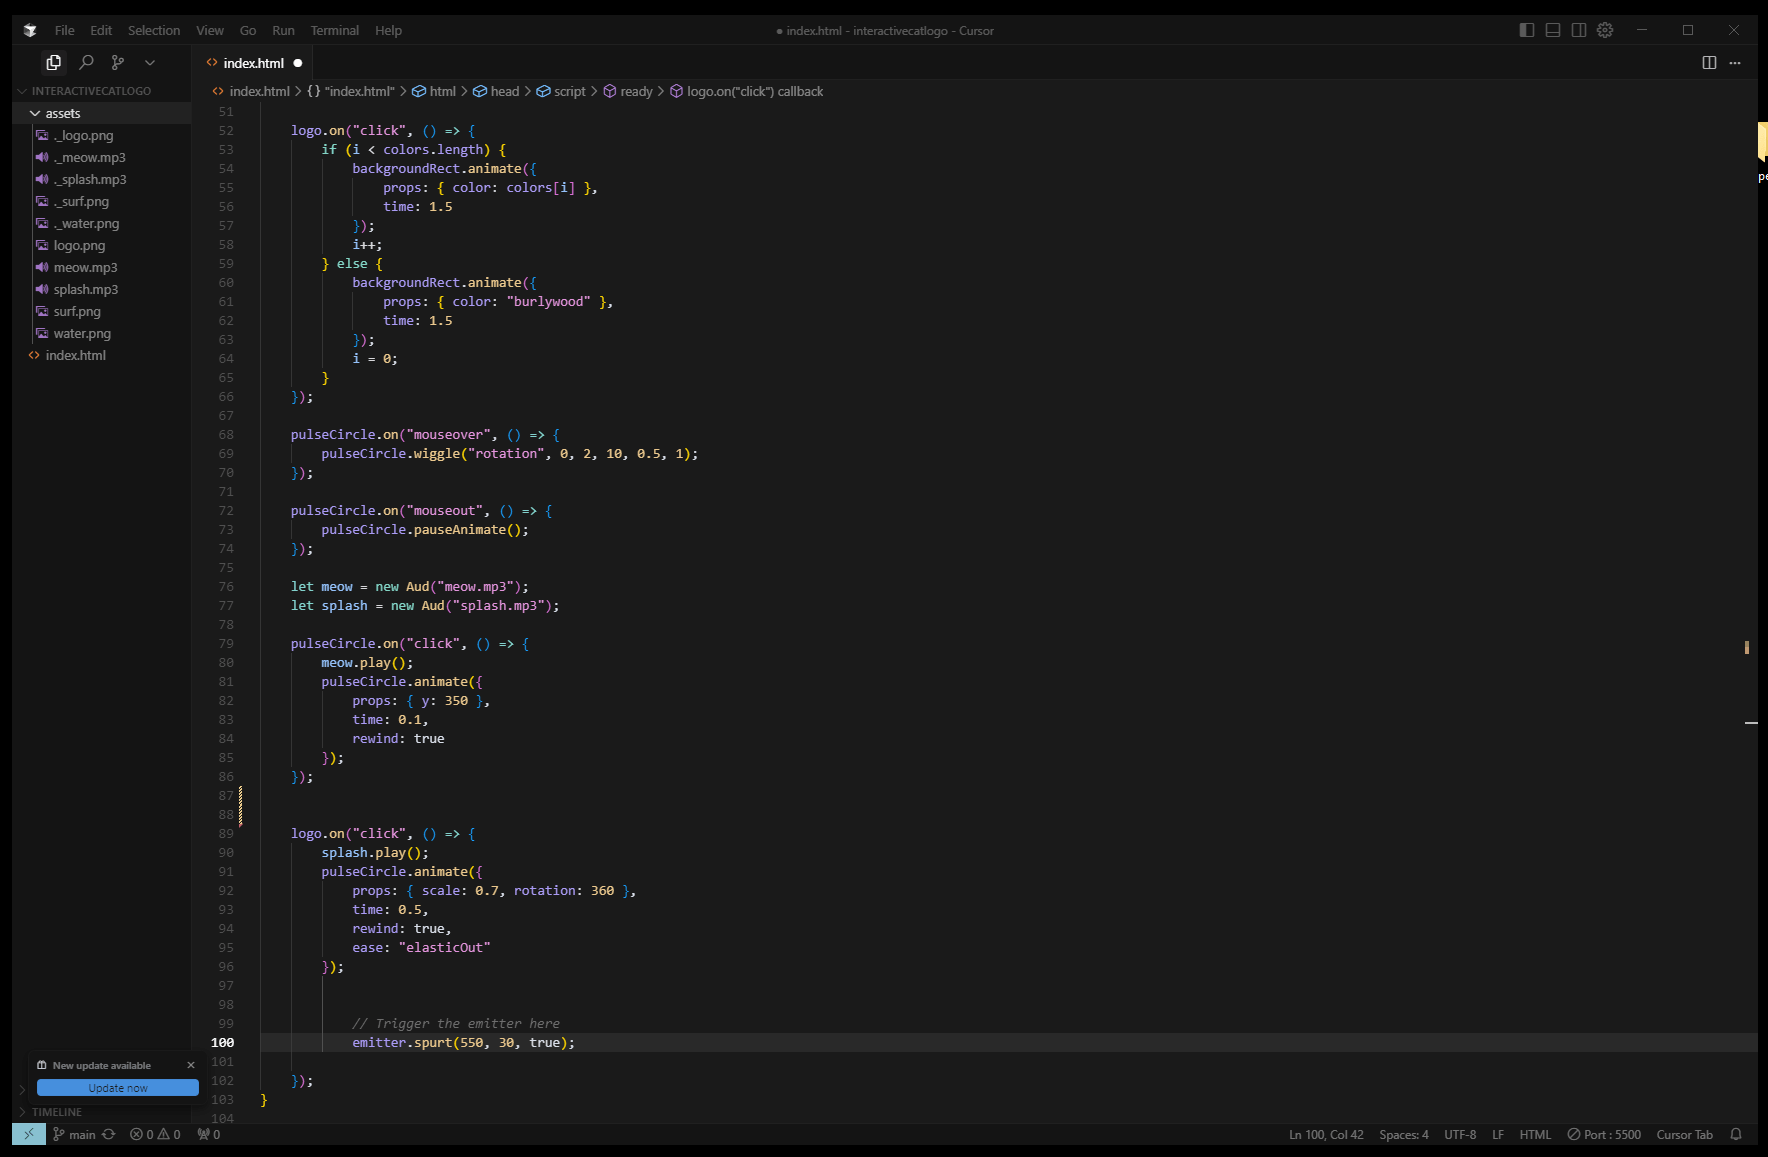 File Edit Selection View Go Run Terminal Help
● index.html - interactivecatlogo - Cursor
index.html
INTERACTIVECATLOGO
assets
._logo.png
._meow.mp3
._splash.mp3
._surf.png
._water.png
logo.png
meow.mp3
splash.mp3
surf.png
water.png
index.html
index.html > {} "index.html" > html > head > script > ready > logo.on("click") callback
51
52 logo.on("click", () => {
53 if (i < colors.length) {
54 backgroundRect.animate({
55 props: { color: colors[i] },
56 time: 1.5
57 });
58 i++;
59 } else {
60 backgroundRect.animate({
61 props: { color: "burlywood" },
62 time: 1.5
63 });
64 i = 0;
65 }
66 });
67
68 pulseCircle.on("mouseover", () => {
69 pulseCircle.wiggle("rotation", 0, 2, 10, 0.5, 1);
70 });
71
72 pulseCircle.on("mouseout", () => {
73 pulseCircle.pauseAnimate();
74 });
75
76 let meow = new Aud("meow.mp3");
77 let splash = new Aud("splash.mp3");
78
79 pulseCircle.on("click", () => {
80 meow.play();
81 pulseCircle.animate({
82 props: { y: 350 },
83 time: 0.1,
84 rewind: true
85 });
86 });
87
88
89 logo.on("click", () => {
90 splash.play();
91 pulseCircle.animate({
92 props: { scale: 0.7, rotation: 360 },
93 time: 0.5,
94 rewind: true,
95 ease: "elasticOut"
96 });
97
98
99 // Trigger the emitter here
100 emitter.spurt(550, 30, true);
101
102 });
103 }
104
New update available
Update now
TIMELINE
main
0 0
0
Ln 100, Col 42 Spaces: 4 UTF-8 LF HTML Port : 5500 Cursor Tab
pe